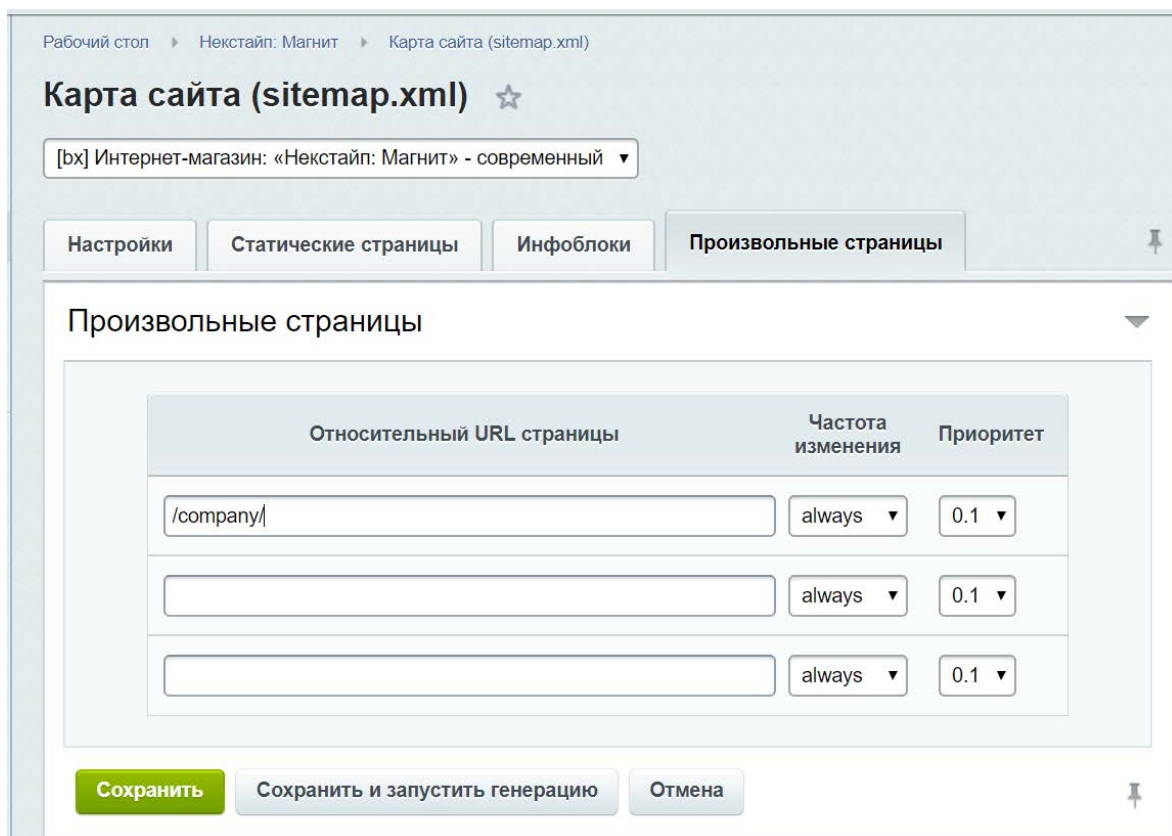 Рабочий стол Некстайп: Магнит Карта сайта (sitemap.xml)
Карта сайта (sitemap.xml)
[bx] Интернет-магазин: «Некстайп: Магнит» - современный
Настройки Статические страницы Инфоблоки Произвольные страницы
Произвольные страницы
Относительный URL страницы Частота изменения Приоритет
/company/ always 0.1
always 0.1
always 0.1
Сохранить Сохранить и запустить генерацию Отмена